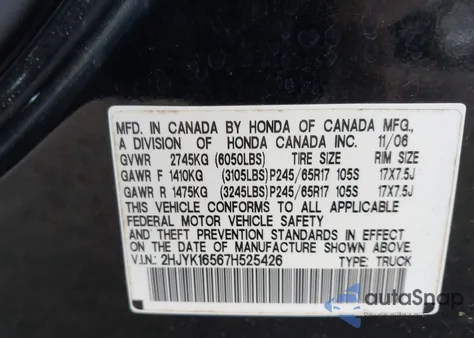 MFD. IN CANADA BY HONDA OF CANADA MFG.,
A DIVISION OF HONDA CANADA INC. 11/06
GVWR 2745KG (6050LBS) TIRE SIZE RIM SIZE
GAWR F 1410KG (3105LBS) P245/65R17 105S 17X7.5J
GAWR R 1475KG (3245LBS) P245/65R17 105S 17X7.5J
THIS VEHICLE CONFORMS TO ALL APPLICABLE
FEDERAL MOTOR VEHICLE SAFETY
AND THEFT PREVENTION STANDARDS IN EFFECT
ON THE DATE OF MANUFACTURE SHOWN ABOVE.
V.I.N.: 2HJYK16567H525426 TYPE: TRUCK
autaSnap